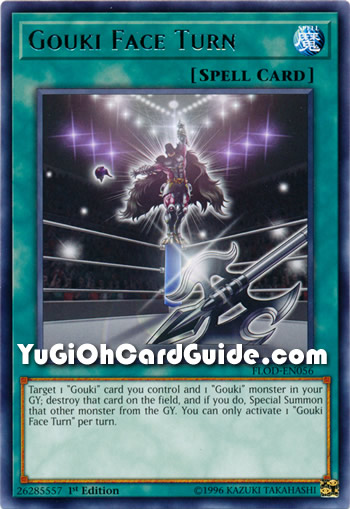 Gouki Face Turn
SPELL
魔
[Spell Card]
YuGiOhCardGuide.com
FLOD-EN056
Target 1 "Gouki" card you control and 1 "Gouki" monster in your
GY; destroy that card on the field, and if you do, Special Summon
that other monster from the GY. You can only activate 1 "Gouki
Face Turn" per turn.
26285557 1st Edition ©1996 KAZUKI TAKAHASHI